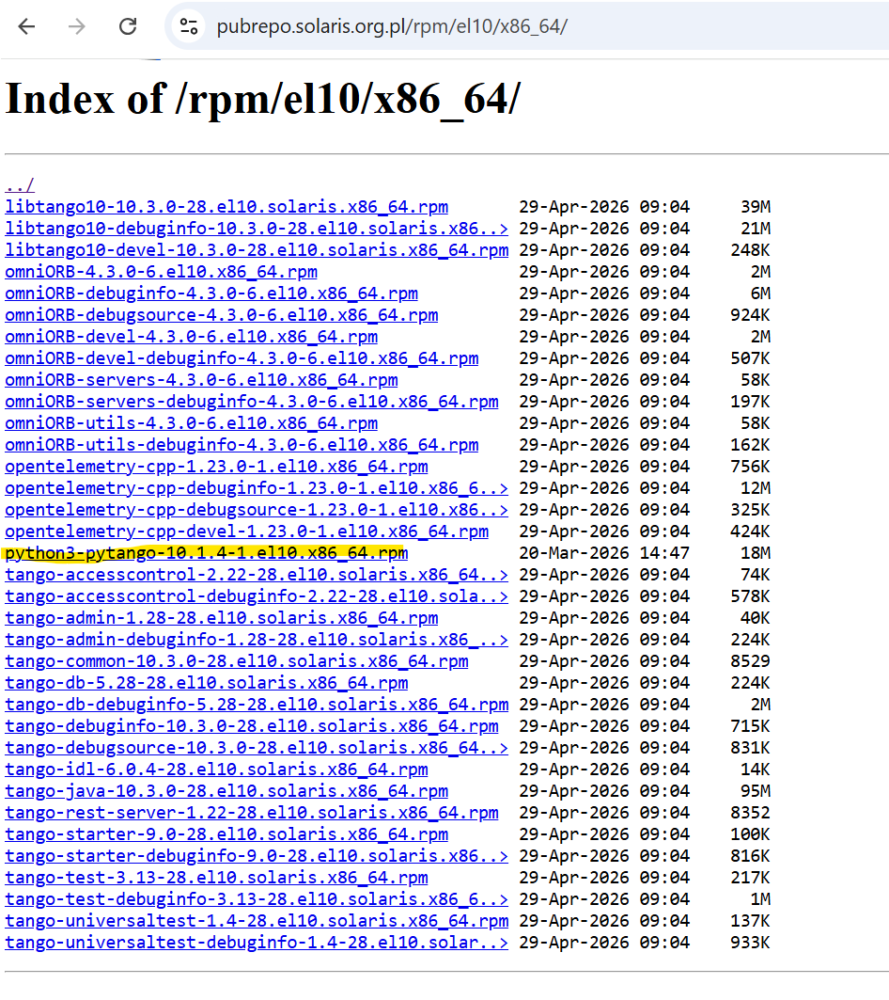 pubrepo.solaris.org.pl/rpm/el10/x86_64/
Index of /rpm/el10/x86_64/
../
libtango10-10.3.0-28.el10.solaris.x86_64.rpm 29-Apr-2026 09:04 39M
libtango10-debuginfo-10.3.0-28.el10.solaris.x86..> 29-Apr-2026 09:04 21M
libtango10-devel-10.3.0-28.el10.solaris.x86_64.rpm 29-Apr-2026 09:04 248K
omniORB-4.3.0-6.el10.x86_64.rpm 29-Apr-2026 09:04 2M
omniORB-debuginfo-4.3.0-6.el10.x86_64.rpm 29-Apr-2026 09:04 6M
omniORB-debugsource-4.3.0-6.el10.x86_64.rpm 29-Apr-2026 09:04 924K
omniORB-devel-4.3.0-6.el10.x86_64.rpm 29-Apr-2026 09:04 2M
omniORB-devel-debuginfo-4.3.0-6.el10.x86_64.rpm 29-Apr-2026 09:04 507K
omniORB-servers-4.3.0-6.el10.x86_64.rpm 29-Apr-2026 09:04 58K
omniORB-servers-debuginfo-4.3.0-6.el10.x86_64.rpm 29-Apr-2026 09:04 197K
omniORB-utils-4.3.0-6.el10.x86_64.rpm 29-Apr-2026 09:04 58K
omniORB-utils-debuginfo-4.3.0-6.el10.x86_64.rpm 29-Apr-2026 09:04 162K
opentelemetry-cpp-1.23.0-1.el10.x86_64.rpm 29-Apr-2026 09:04 756K
opentelemetry-cpp-debuginfo-1.23.0-1.el10.x86_6..> 29-Apr-2026 09:04 12M
opentelemetry-cpp-debugsource-1.23.0-1.el10.x86..> 29-Apr-2026 09:04 325K
opentelemetry-cpp-devel-1.23.0-1.el10.x86_64.rpm 29-Apr-2026 09:04 424K
python3-pytango-10.1.4-1.el10.x86_64.rpm 20-Mar-2026 14:47 18M
tango-accesscontrol-2.22-28.el10.solaris.x86_64..> 29-Apr-2026 09:04 74K
tango-accesscontrol-debuginfo-2.22-28.el10.sola..> 29-Apr-2026 09:04 578K
tango-admin-1.28-28.el10.solaris.x86_64.rpm 29-Apr-2026 09:04 40K
tango-admin-debuginfo-1.28-28.el10.solaris.x86_..> 29-Apr-2026 09:04 224K
tango-common-10.3.0-28.el10.solaris.x86_64.rpm 29-Apr-2026 09:04 8529
tango-db-5.28-28.el10.solaris.x86_64.rpm 29-Apr-2026 09:04 224K
tango-db-debuginfo-5.28-28.el10.solaris.x86_64.rpm 29-Apr-2026 09:04 2M
tango-debuginfo-10.3.0-28.el10.solaris.x86_64.rpm 29-Apr-2026 09:04 715K
tango-debugsource-10.3.0-28.el10.solaris.x86_64..> 29-Apr-2026 09:04 831K
tango-idl-6.0.4-28.el10.solaris.x86_64.rpm 29-Apr-2026 09:04 14K
tango-java-10.3.0-28.el10.solaris.x86_64.rpm 29-Apr-2026 09:04 95M
tango-rest-server-1.22-28.el10.solaris.x86_64.rpm 29-Apr-2026 09:04 8352
tango-starter-9.0-28.el10.solaris.x86_64.rpm 29-Apr-2026 09:04 100K
tango-starter-debuginfo-9.0-28.el10.solaris.x86..> 29-Apr-2026 09:04 816K
tango-test-3.13-28.el10.solaris.x86_64.rpm 29-Apr-2026 09:04 217K
tango-test-debuginfo-3.13-28.el10.solaris.x86_6..> 29-Apr-2026 09:04 1M
tango-universaltest-1.4-28.el10.solaris.x86_64.rpm 29-Apr-2026 09:04 137K
tango-universaltest-debuginfo-1.4-28.el10.solar..> 29-Apr-2026 09:04 933K